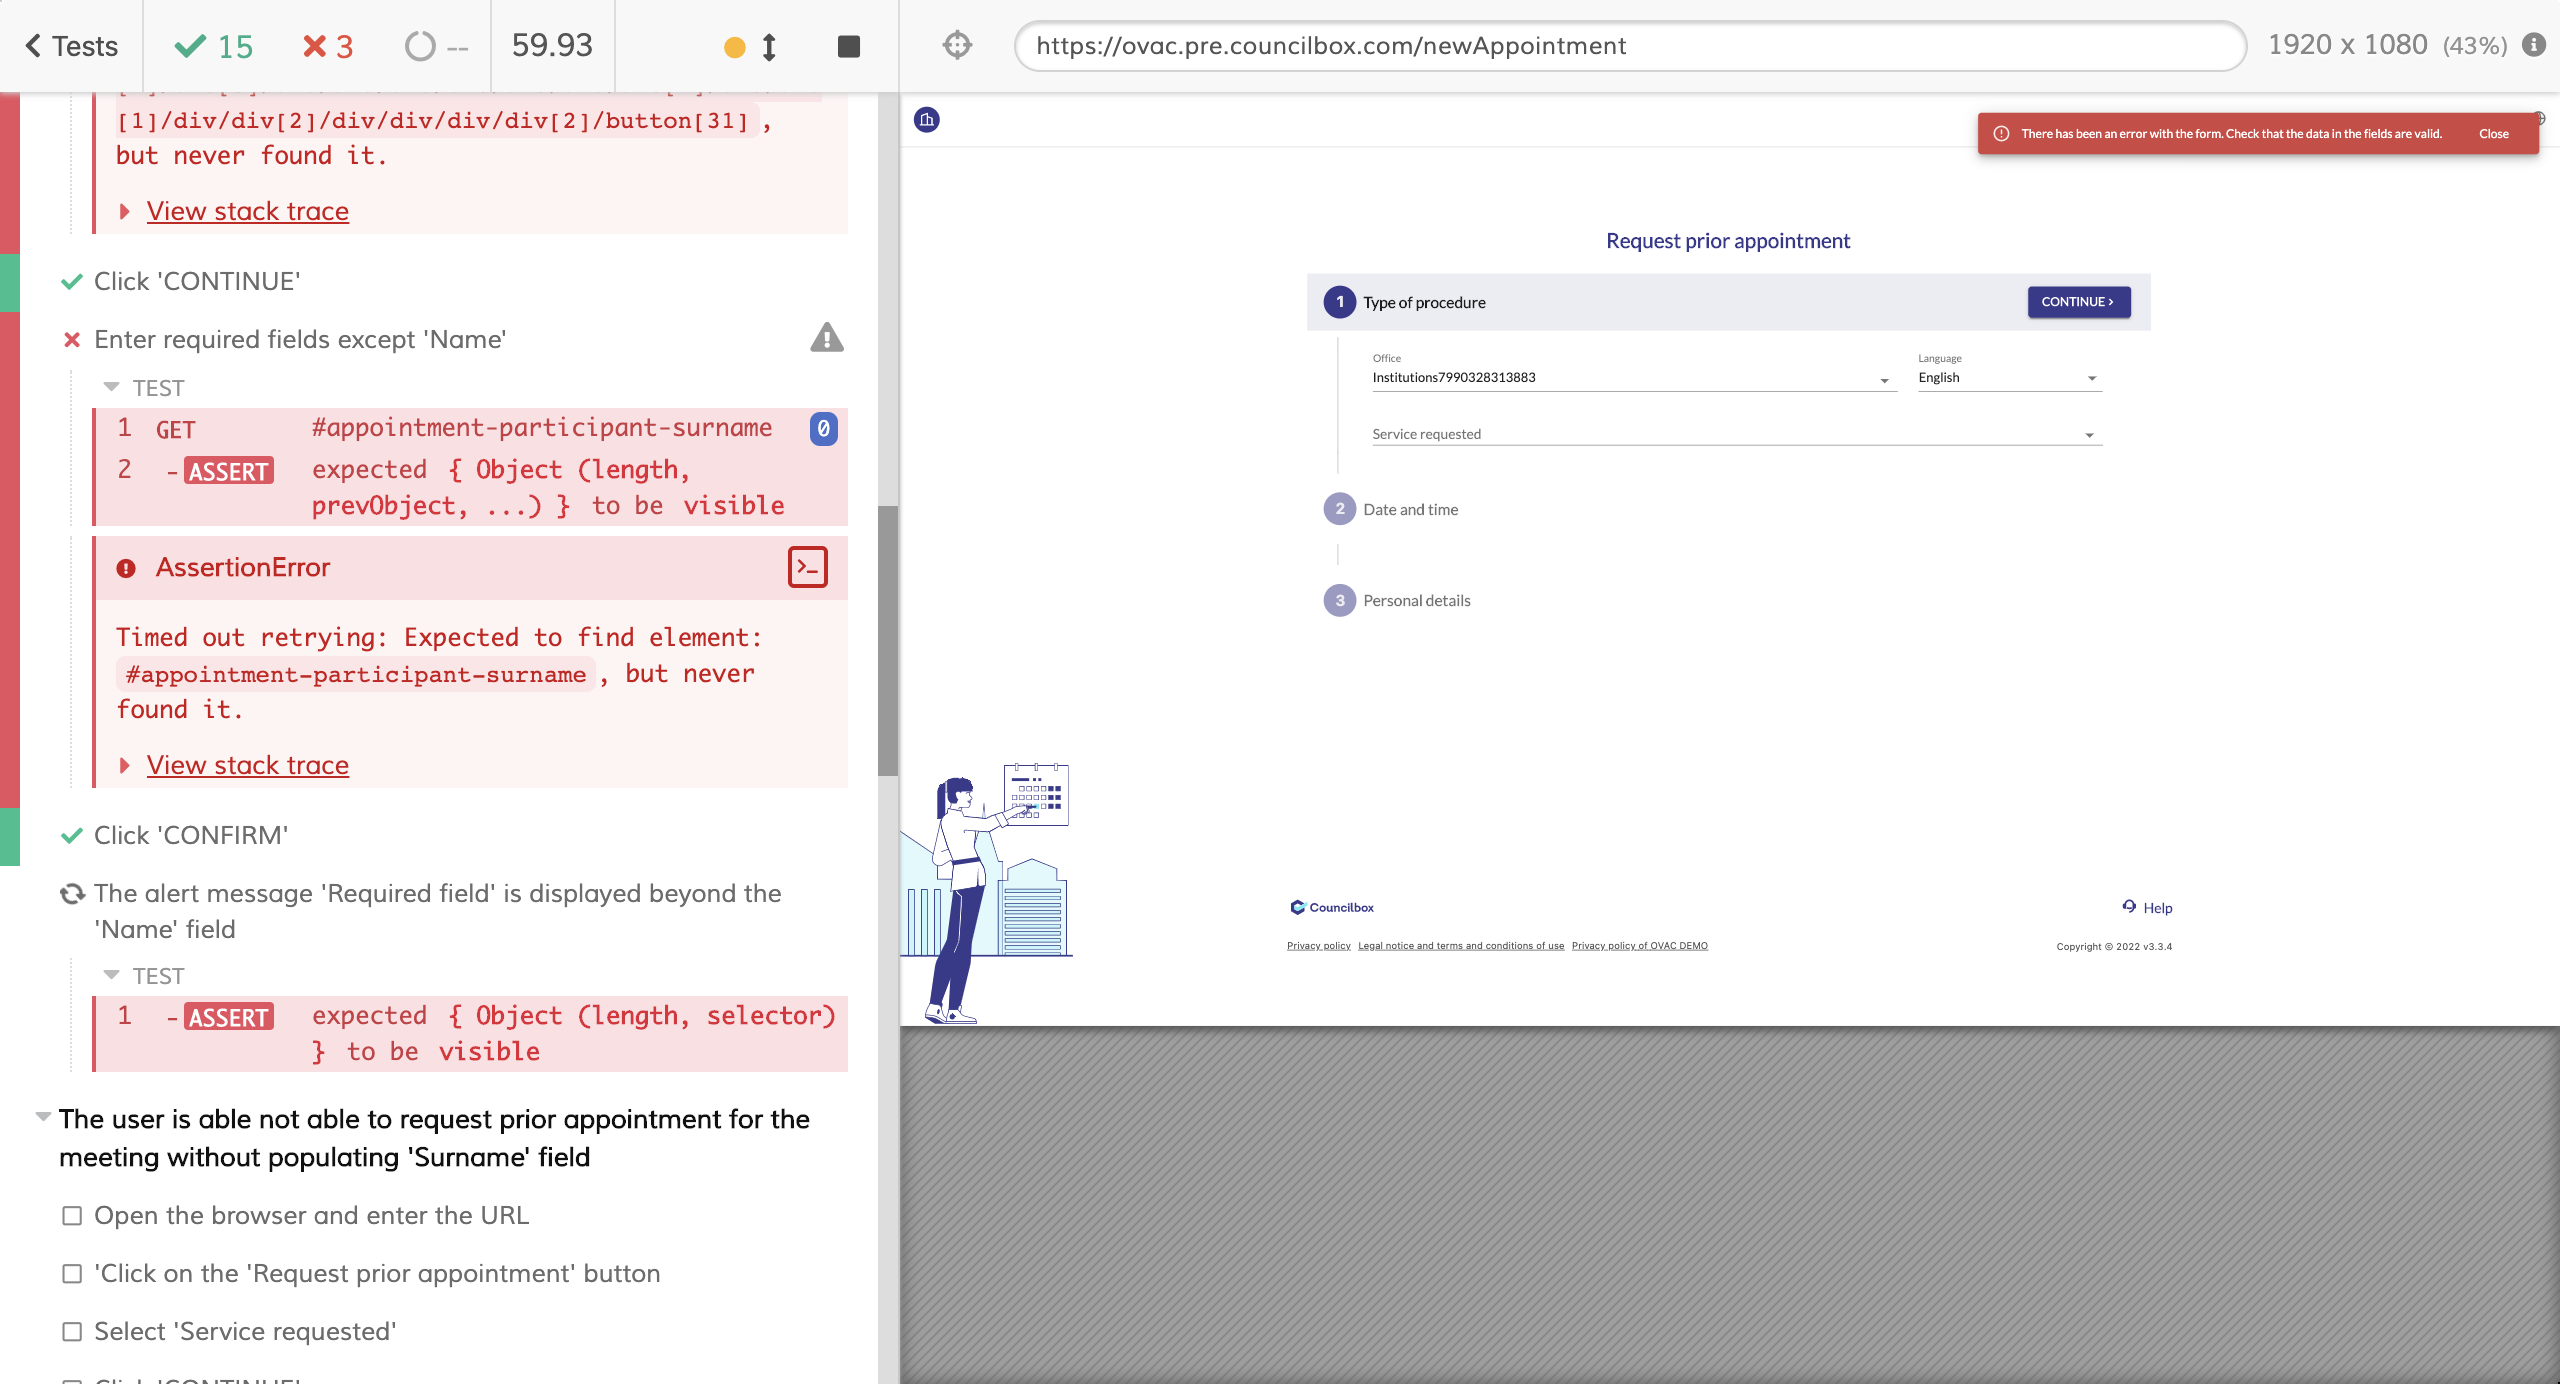 Tests
15
3
--
59.93
https://ovac.pre.councilbox.com/newAppointment
1920 x 1080 (43%)
[1]/div/div[2]/div/div/div/div[2]/button[31] ,
but never found it.
View stack trace
Click 'CONTINUE'
Enter required fields except 'Name'
TEST
1 GET #appointment-participant-surname 0
2 -ASSERT expected { Object (length,
prevObject, ...) } to be visible
AssertionError
>_
Timed out retrying: Expected to find element:
#appointment-participant-surname , but never
found it.
View stack trace
Click 'CONFIRM'
The alert message 'Required field' is displayed beyond the
'Name' field
TEST
1 -ASSERT expected { Object (length, selector)
} to be visible
The user is able not able to request prior appointment for the
meeting without populating 'Surname' field
Open the browser and enter the URL
'Click on the 'Request prior appointment' button
Select 'Service requested'
Click 'CONTINUE'
There has been an error with the form. Check that the data in the fields are valid. Close
Request prior appointment
1 Type of procedure
CONTINUE >
Office
Institutions7990328313883
Language
English
Service requested
2 Date and time
3 Personal details
Councilbox
Help
Privacy policy Legal notice and terms and conditions of use Privacy policy of OVAC DEMO
Copyright © 2022 v3.3.4